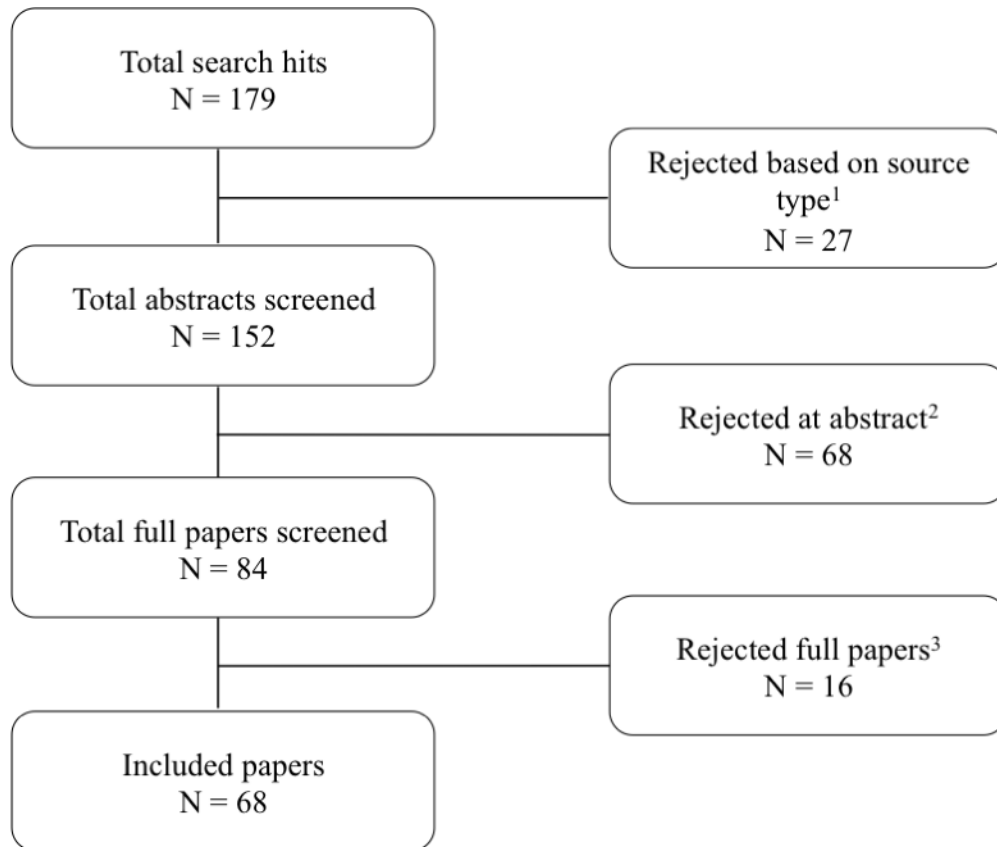 Total search hits
N = 179
Rejected based on source
type¹
N = 27
Total abstracts screened
N = 152
Rejected at abstract²
N = 68
Total full papers screened
N = 84
Rejected full papers³
N = 16
Included papers
N = 68